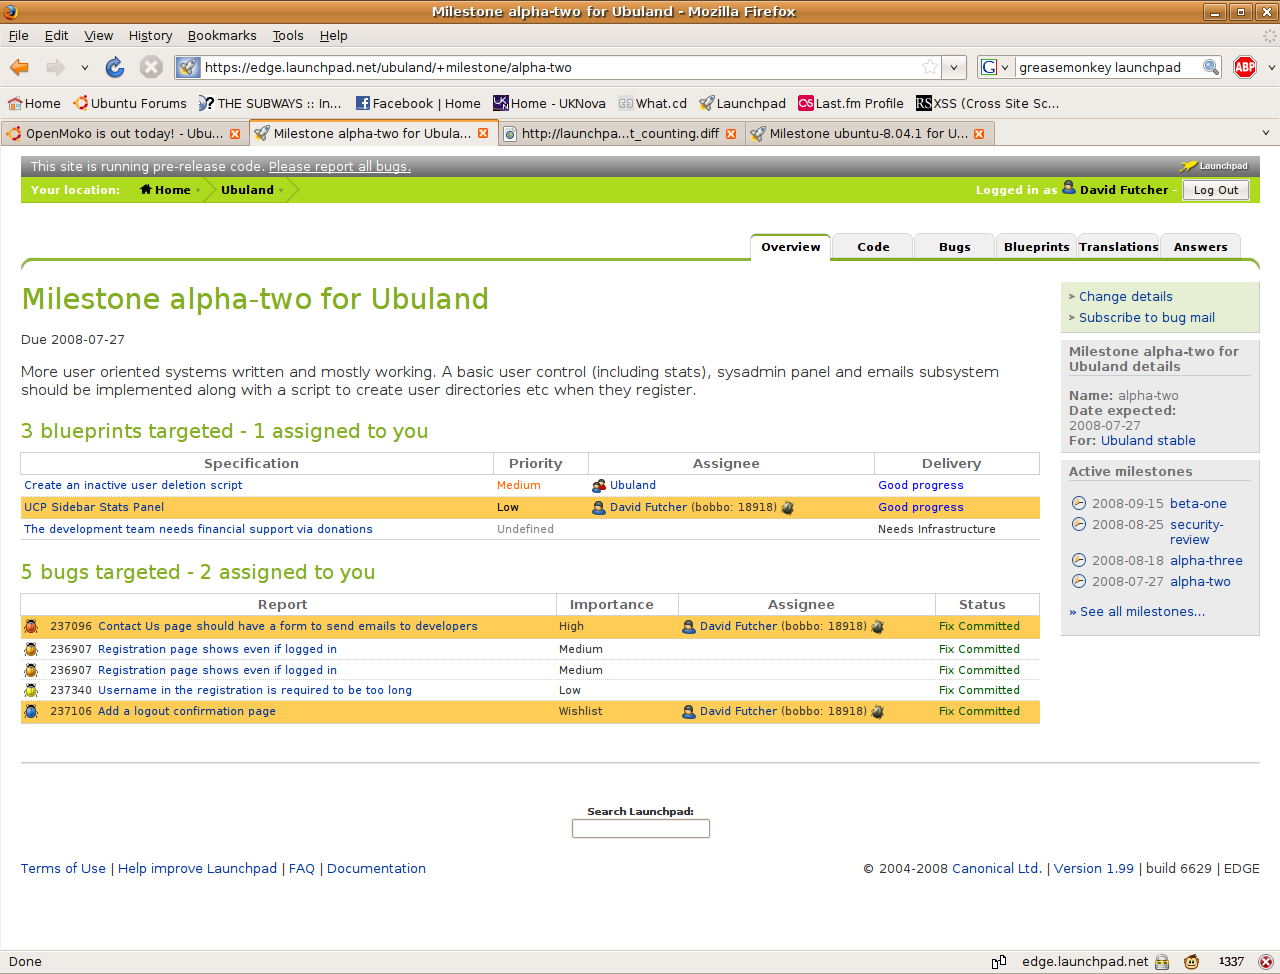 Milestone alpha-two for Ubuland - Mozilla Firefox
File Edit View History Bookmarks Tools Help
https://edge.launchpad.net/ubuland/+milestone/alpha-two
greasemonkey launchpad
ABP
Home Ubuntu Forums THE SUBWAYS :: In... Facebook | Home Home - UKNova What.cd Launchpad Last.fm Profile XSS (Cross Site Sc...
OpenMoko is out today! - Ubu... Milestone alpha-two for Ubula... http://launchpa...t_counting.diff Milestone ubuntu-8.04.1 for U...
This site is running pre-release code. Please report all bugs. Launchpad
Your location: Home Ubuland Logged in as David Futcher - Log Out
Overview Code Bugs Blueprints Translations Answers
Milestone alpha-two for Ubuland
Due 2008-07-27
More user oriented systems written and mostly working. A basic user control (including stats), sysadmin panel and emails subsystem
should be implemented along with a script to create user directories etc when they register.
3 blueprints targeted - 1 assigned to you
Specification Priority Assignee Delivery
Create an inactive user deletion script Medium Ubuland Good progress
UCP Sidebar Stats Panel Low David Futcher (bobbo: 18918) Good progress
The development team needs financial support via donations Undefined Needs Infrastructure
5 bugs targeted - 2 assigned to you
Report Importance Assignee Status
237096 Contact Us page should have a form to send emails to developers High David Futcher (bobbo: 18918) Fix Committed
236907 Registration page shows even if logged in Medium Fix Committed
236907 Registration page shows even if logged in Medium Fix Committed
237340 Username in the registration is required to be too long Low Fix Committed
237106 Add a logout confirmation page Wishlist David Futcher (bobbo: 18918) Fix Committed
Change details
Subscribe to bug mail
Milestone alpha-two for
Ubuland details
Name: alpha-two
Date expected:
2008-07-27
For: Ubuland stable
Active milestones
2008-09-15 beta-one
2008-08-25 security-
review
2008-08-18 alpha-three
2008-07-27 alpha-two
» See all milestones...
Search Launchpad:
Terms of Use | Help improve Launchpad | FAQ | Documentation
© 2004-2008 Canonical Ltd. | Version 1.99 | build 6629 | EDGE
Done edge.launchpad.net 1337